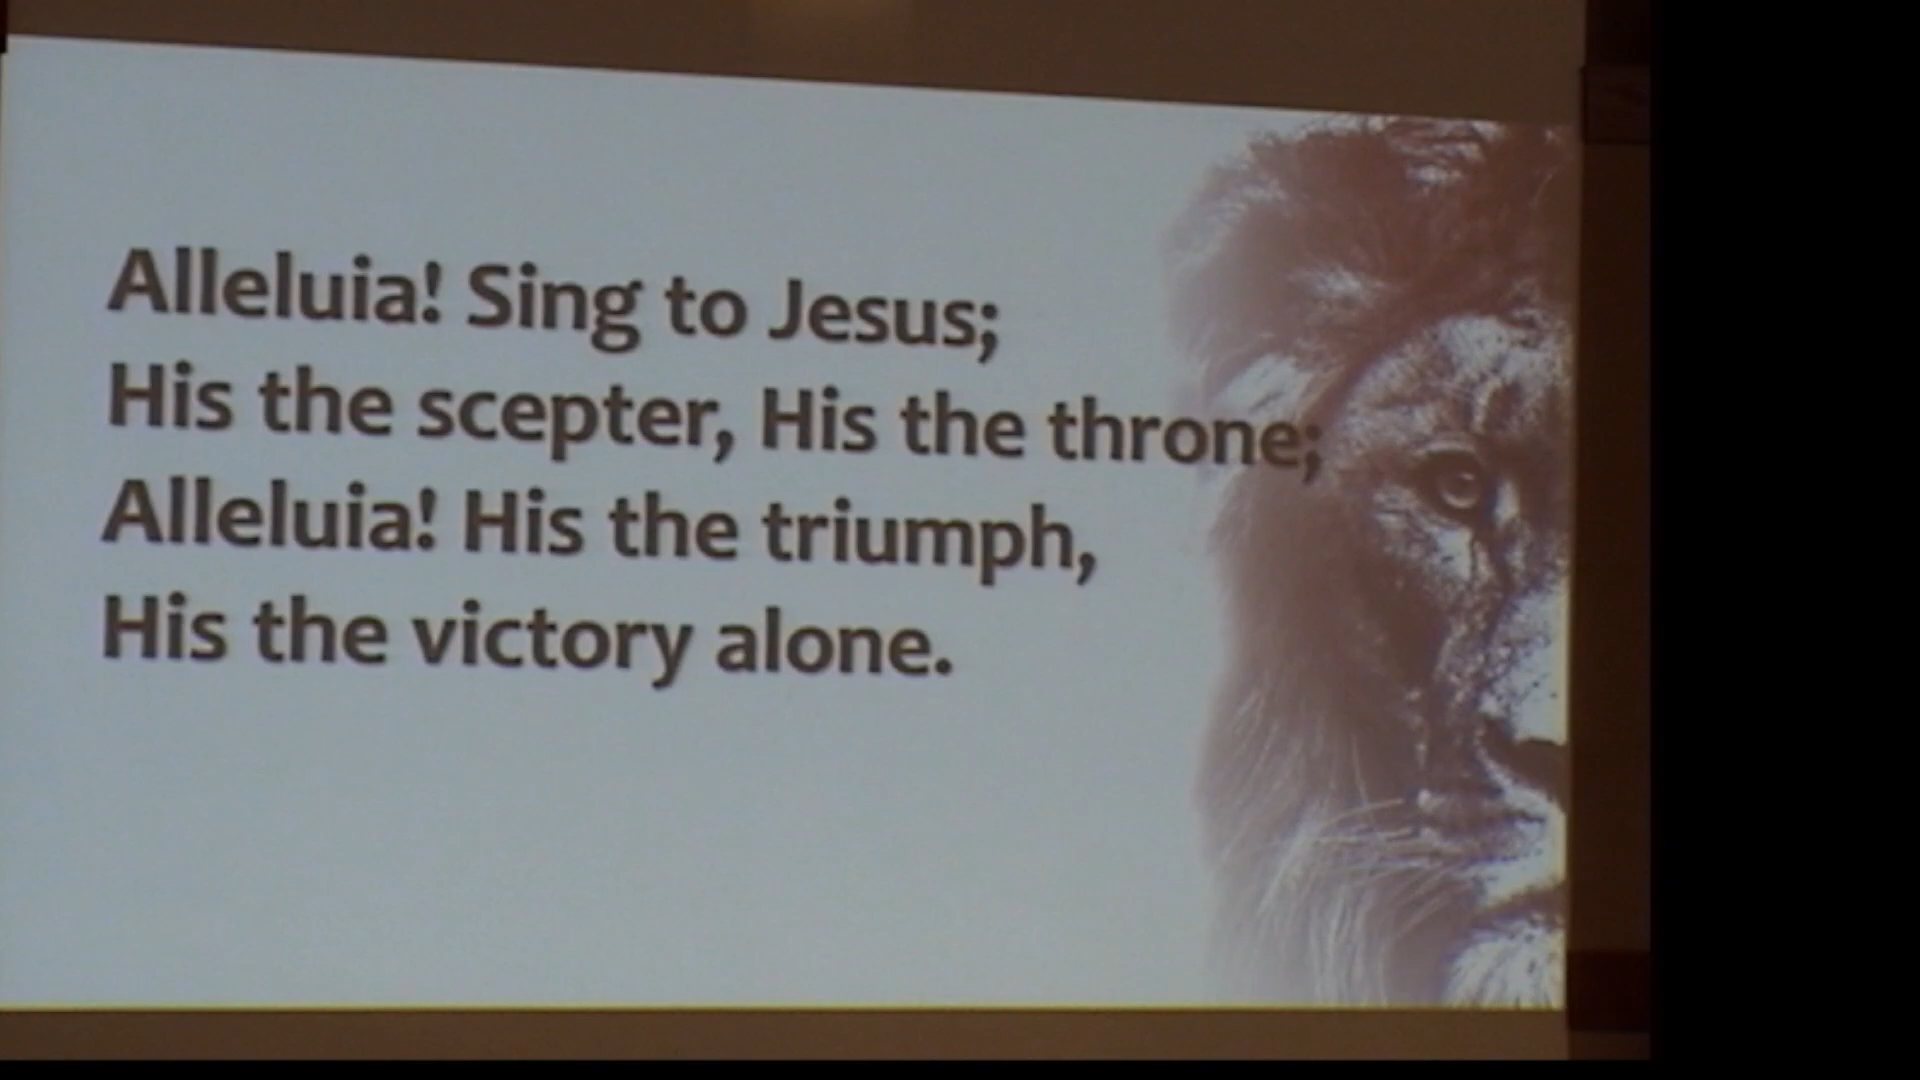 Alleluia! Sing to Jesus;
His the scepter, His the throne;
Alleluia! His the triumph,
His the victory alone.